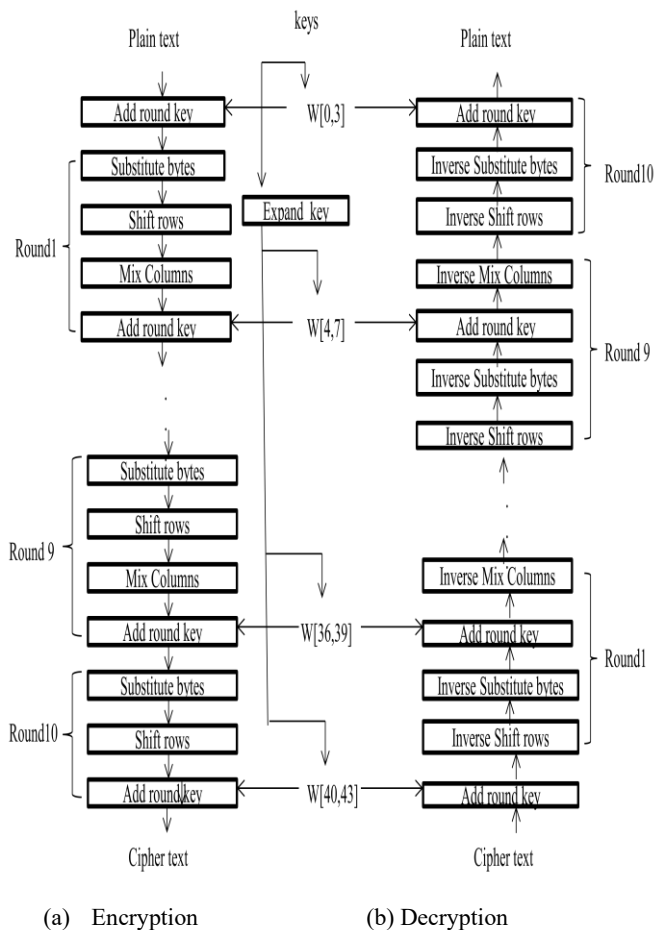 keys
Plain text
Add round key
Substitute bytes
Shift rows
Mix Columns
Add round key
Round1
.
.
Substitute bytes
Shift rows
Mix Columns
Add round key
Round 9
Substitute bytes
Shift rows
Add round key
Round10
Cipher text
W[0,3]
Expand key
W[4,7]
W[36,39]
W[40,43]
Plain text
Add round key
Inverse Substitute bytes
Inverse Shift rows
Round10
Inverse Mix Columns
Add round key
Inverse Substitute bytes
Inverse Shift rows
Round 9
.
.
Inverse Mix Columns
Add round key
Inverse Substitute bytes
Inverse Shift rows
Round1
Add round key
Cipher text
(a) Encryption
(b) Decryption